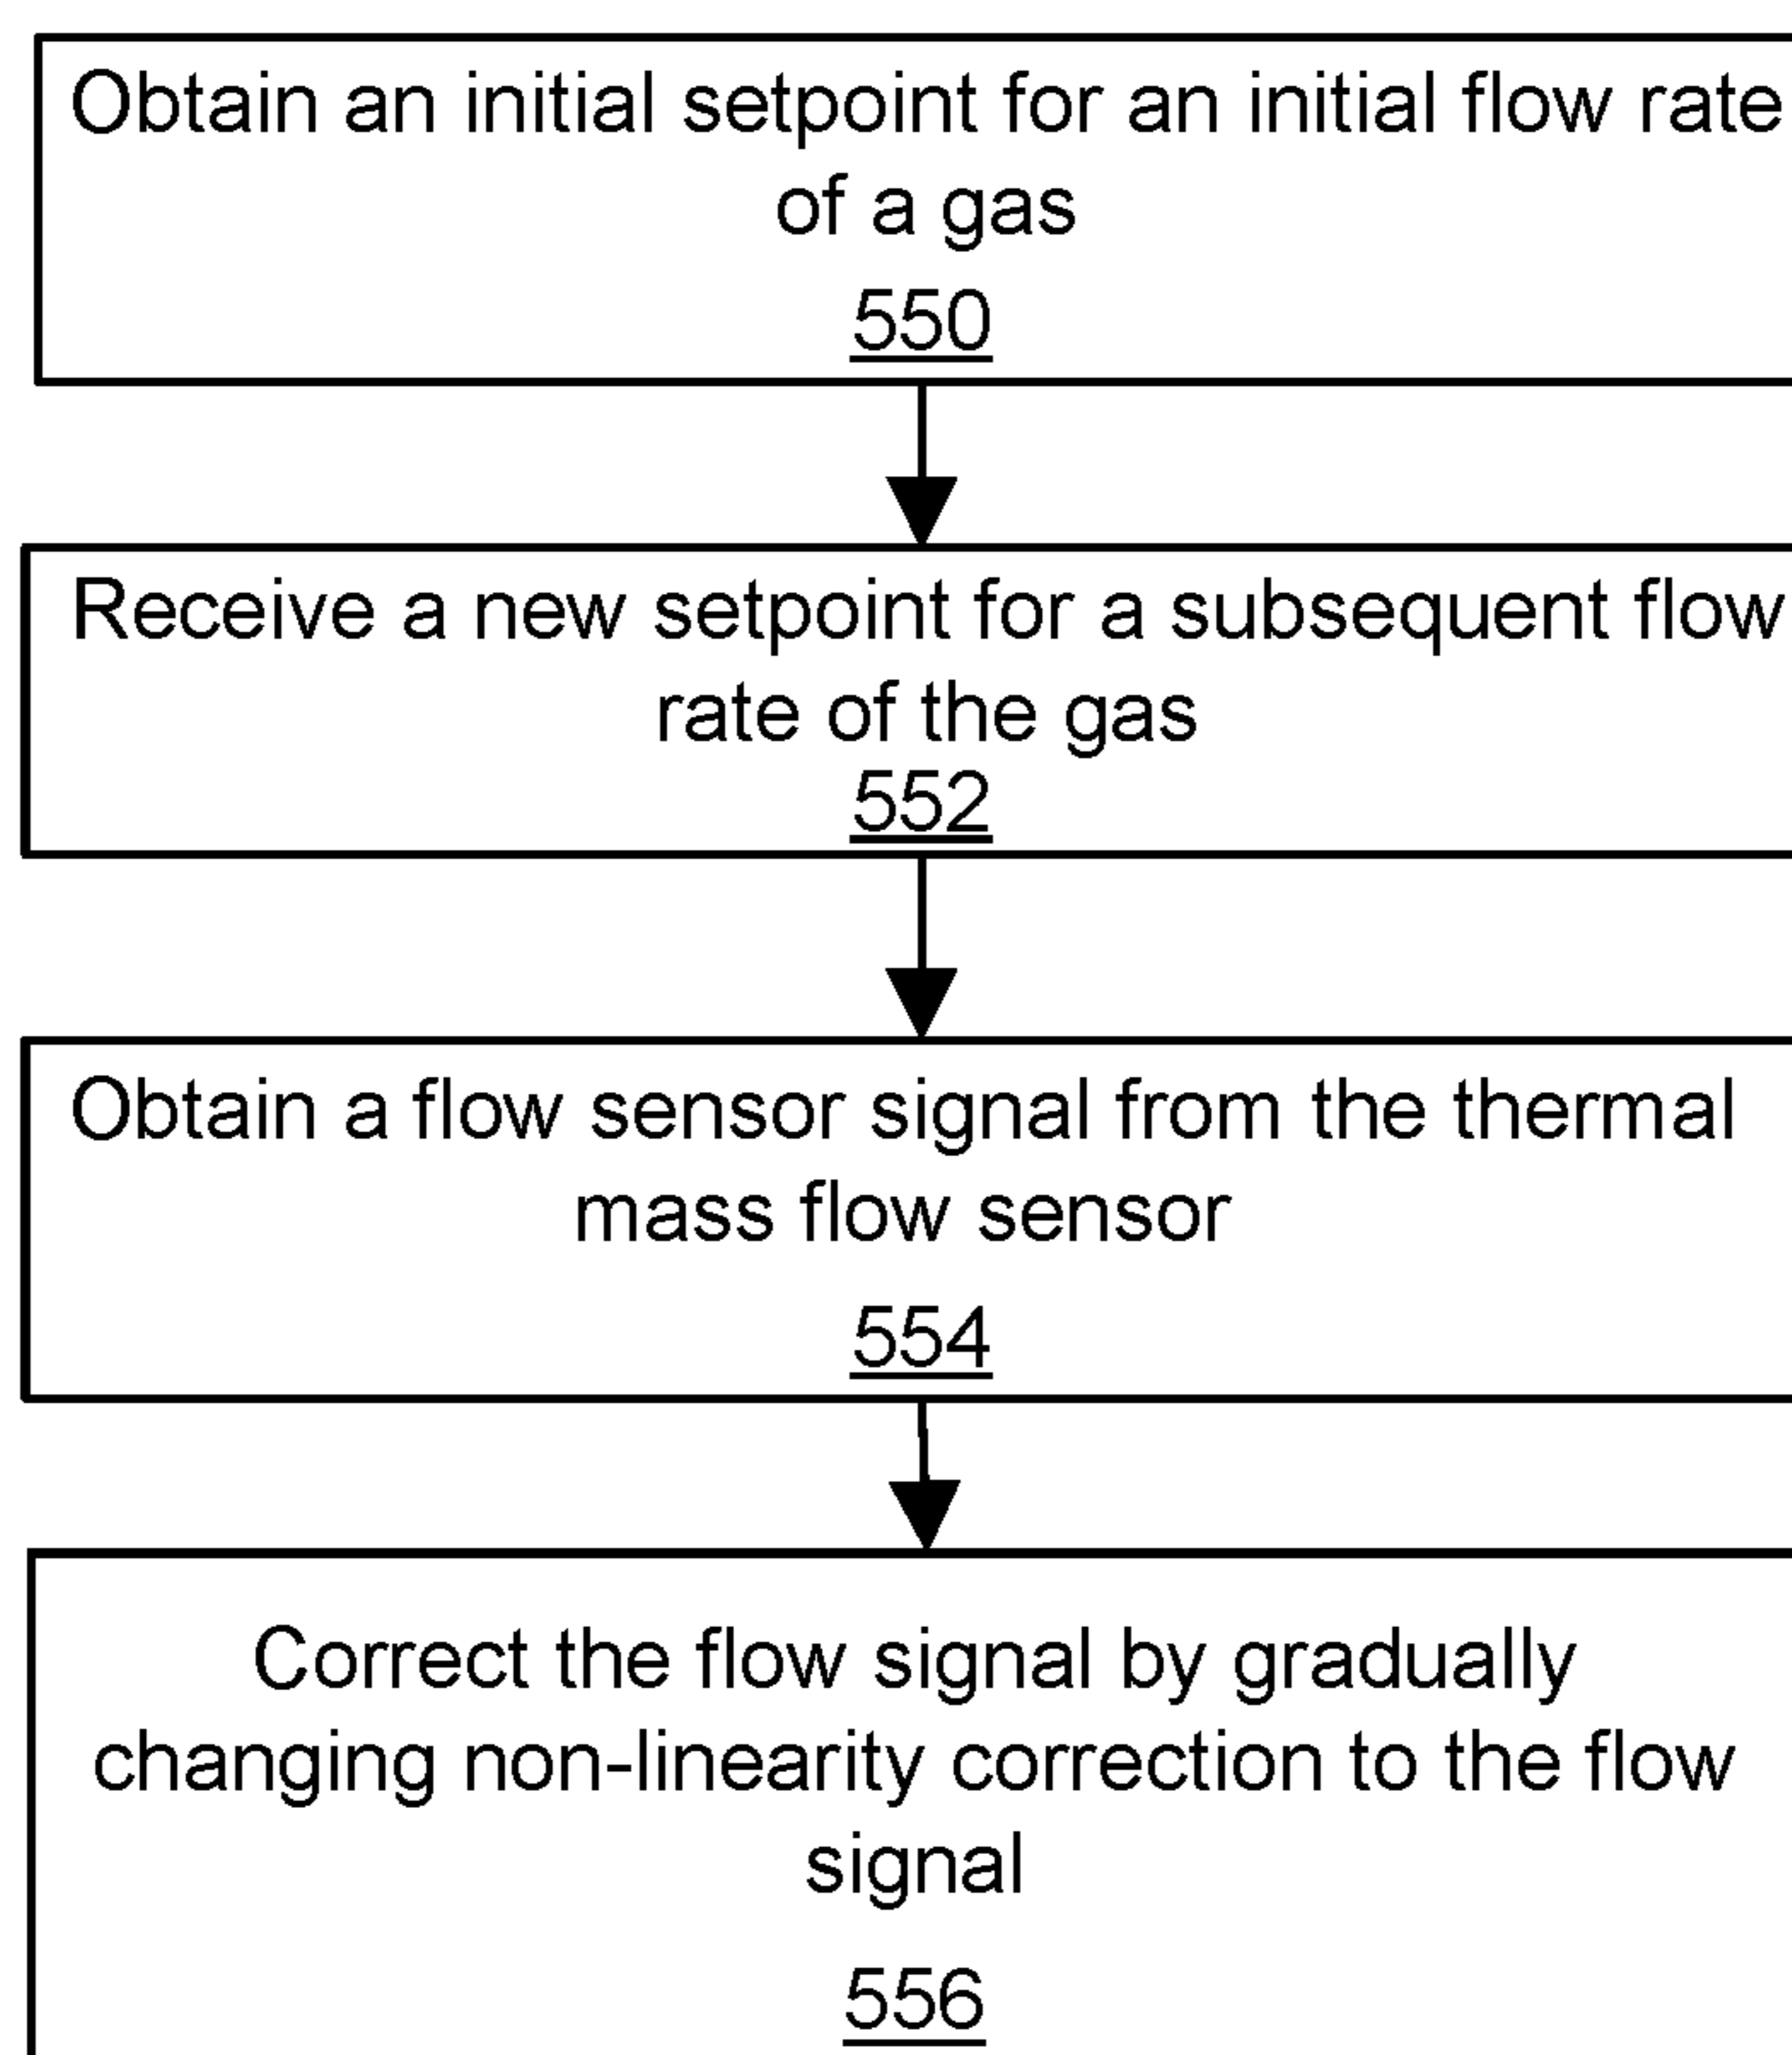 Obtain an initial setpoint for an initial flow rate
of a gas
550
Receive a new setpoint for a subsequent flow
rate of the gas
552
Obtain a flow sensor signal from the thermal
mass flow sensor
554
Correct the flow signal by gradually
changing non-linearity correction to the flow
signal
556